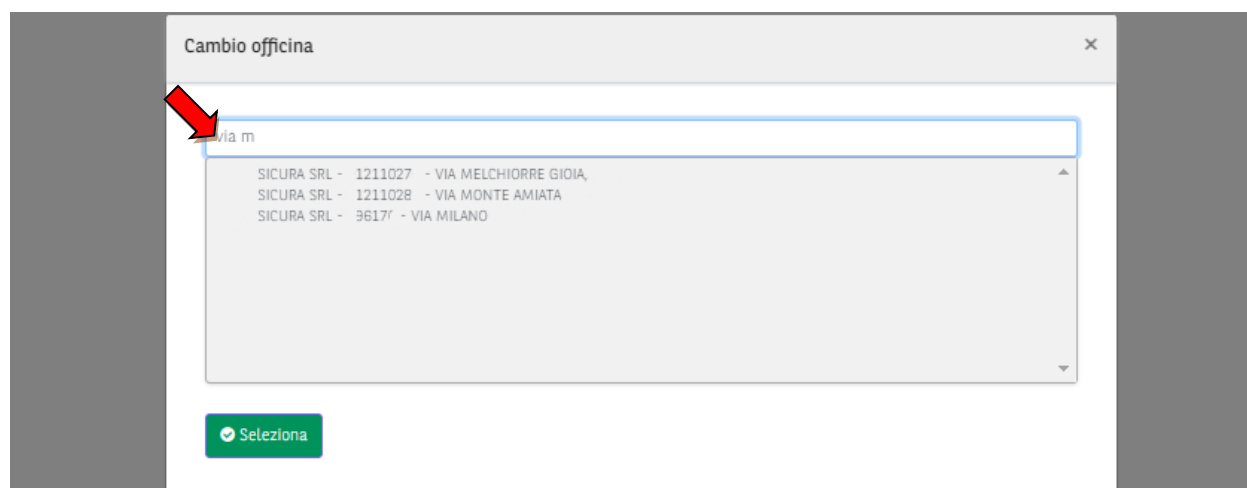 Cambio officina ×
via m
SICURA SRL - 1211027 - VIA MELCHIORRE GIOIA,
SICURA SRL - 1211028 - VIA MONTE AMIATA
SICURA SRL - - VIA MILANO
Seleziona